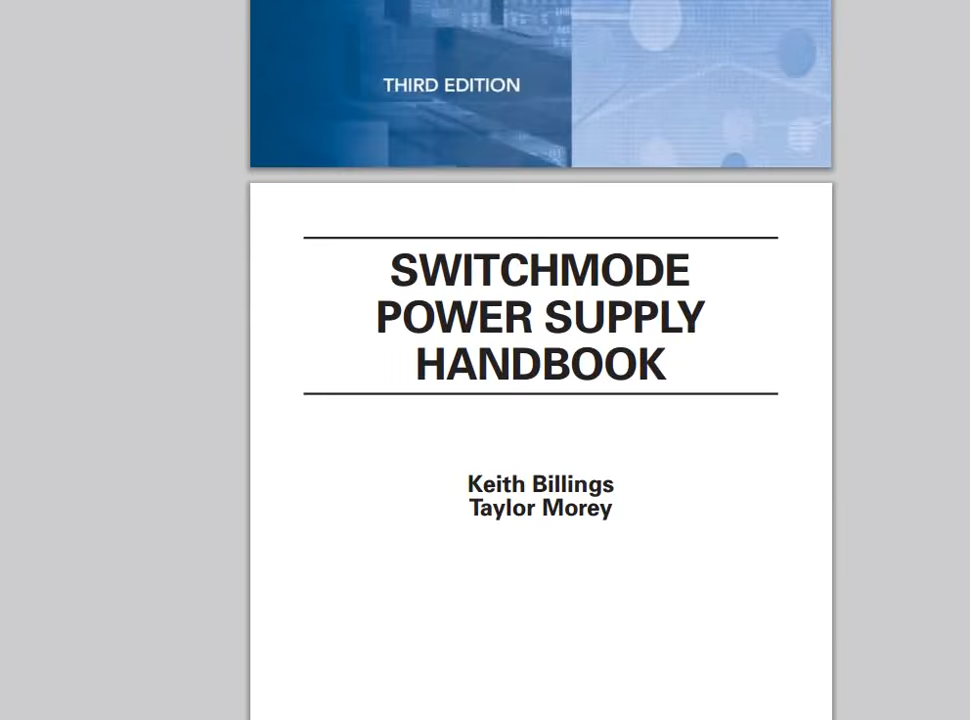 THIRD EDITION
SWITCHMODE
POWER SUPPLY
HANDBOOK
Keith Billings
Taylor Morey